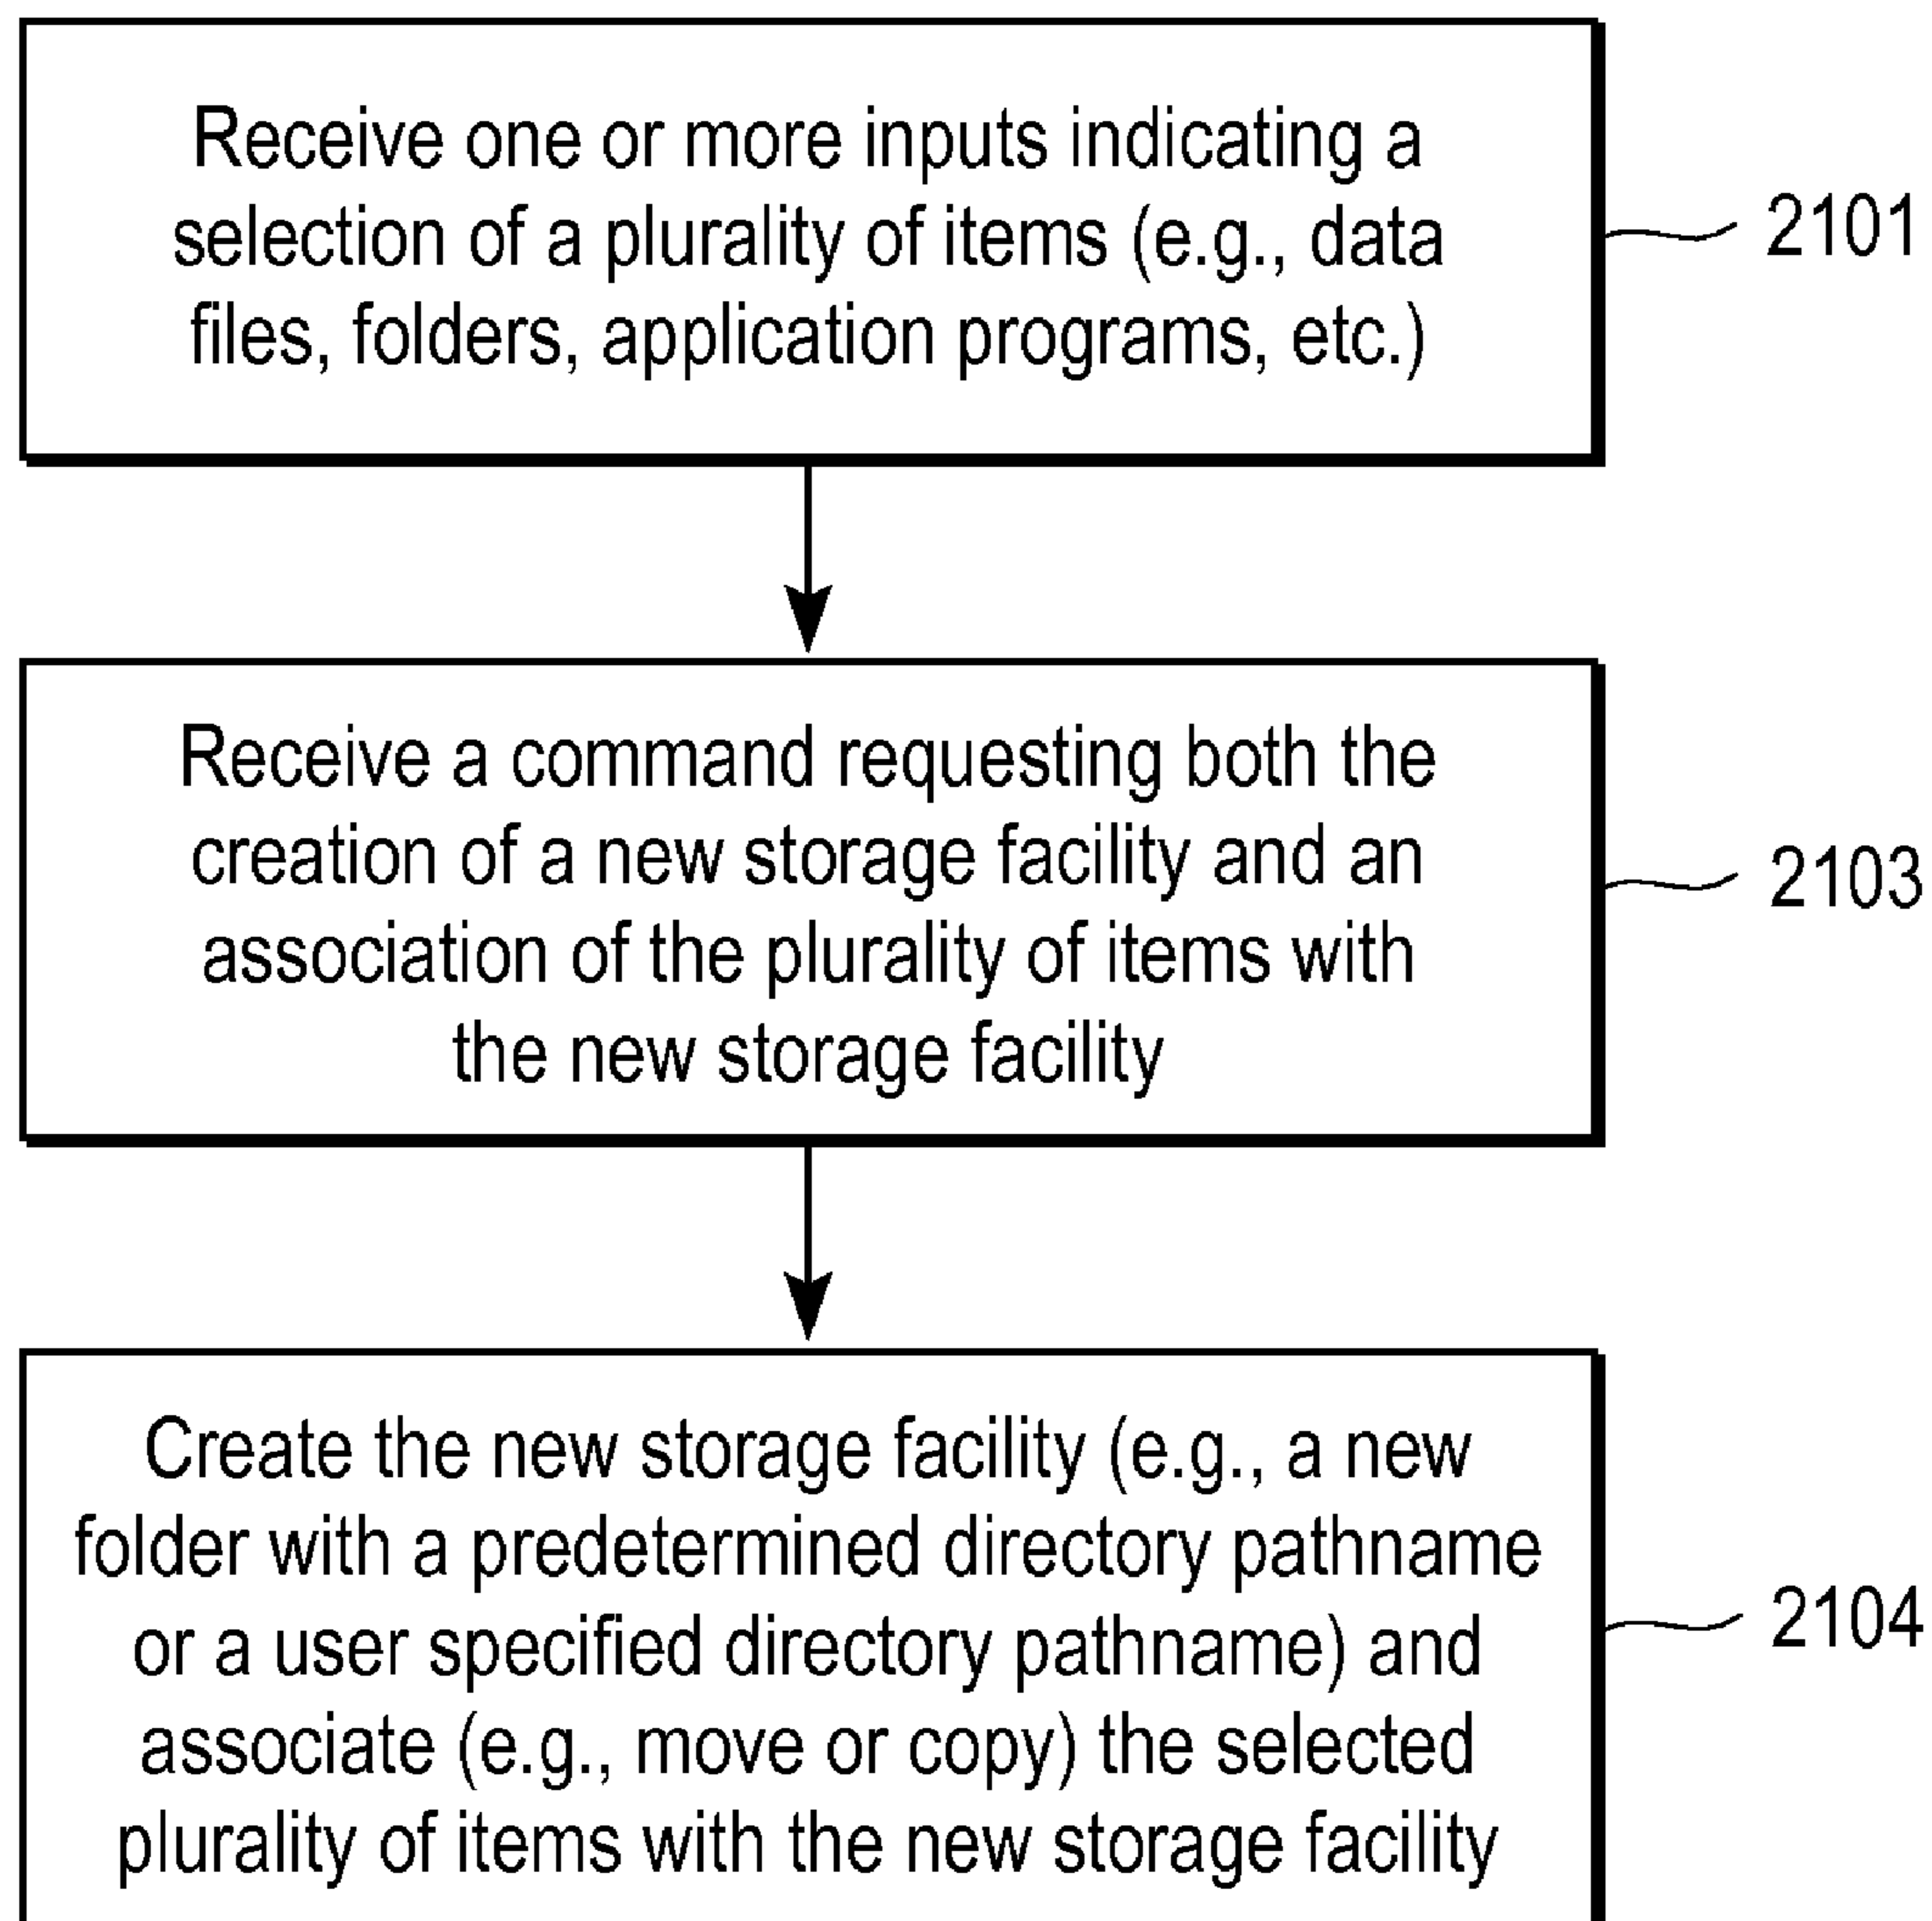 Receive one or more inputs indicating a
selection of a plurality of items (e.g., data
files, folders, application programs, etc.)
2101
Receive a command requesting both the
creation of a new storage facility and an
association of the plurality of items with
the new storage facility
2103
Create the new storage facility (e.g., a new
folder with a predetermined directory pathname
or a user specified directory pathname) and
associate (e.g., move or copy) the selected
plurality of items with the new storage facility
2104